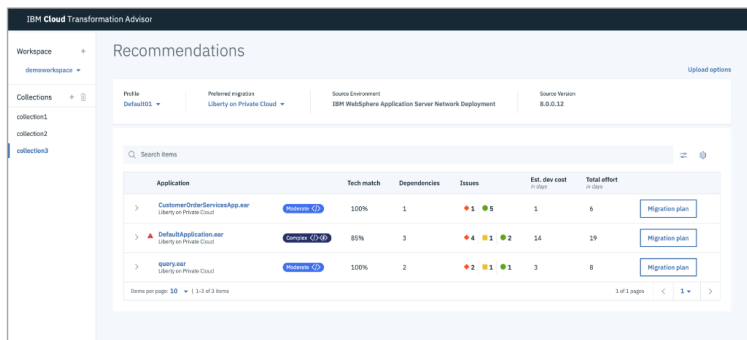 IBM Cloud Transformation Advisor
Workspace +
demoworkspace
Collections +
collection1
collection2
collection3
Recommendations
Upload options
Profile Preferred migration Source Environment Source Version
Default01 Liberty on Private Cloud IBM WebSphere Application Server Network Deployment 8.0.0.12
Search items
Application Tech match Dependencies Issues Est. dev cost Total effort
in days in days
CustomerOrderServicesApp.ear Moderate </> 100% 1 1 5 1 6 Migration plan
Liberty on Private Cloud
DefaultApplication.ear Complex 85% 3 4 1 2 14 19 Migration plan
Liberty on Private Cloud
query.ear Moderate </> 100% 2 2 1 1 3 8 Migration plan
Liberty on Private Cloud
Items per page: 10 | 1-3 of 3 items 1 of 1 pages < 1 >